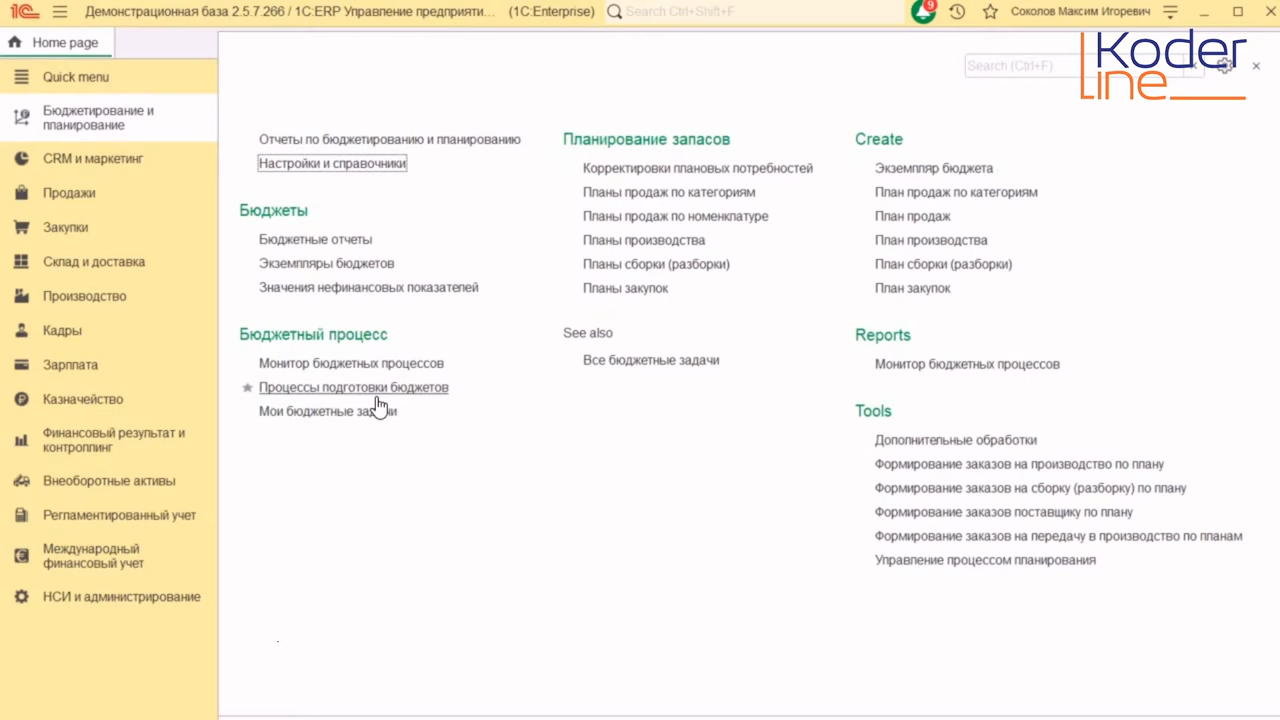 1С
Демонстрационная база 2.5.7.266 / 1С:ERP Управление предприяти... (1C:Enterprise)
Search Ctrl+Shift+F
9
Соколов Максим Игоревич
Home page
Koder
line
Search (Ctrl+F)
Quick menu
Бюджетирование и
планирование
CRM и маркетинг
Продажи
Закупки
Склад и доставка
Производство
Кадры
Зарплата
Казначейство
Финансовый результат и
контроллинг
Внеоборотные активы
Регламентированный учет
Международный
финансовый учет
НСИ и администрирование
Отчеты по бюджетированию и планированию
Настройки и справочники
Бюджеты
Бюджетные отчеты
Экземпляры бюджетов
Значения нефинансовых показателей
Бюджетный процесс
Монитор бюджетных процессов
Процессы подготовки бюджетов
Мои бюджетные задачи
Планирование запасов
Корректировки плановых потребностей
Планы продаж по категориям
Планы продаж по номенклатуре
Планы производства
Планы сборки (разборки)
Планы закупок
See also
Все бюджетные задачи
Create
Экземпляр бюджета
План продаж по категориям
План продаж
План производства
План сборки (разборки)
План закупок
Reports
Монитор бюджетных процессов
Tools
Дополнительные обработки
Формирование заказов на производство по плану
Формирование заказов на сборку (разборку) по плану
Формирование заказов поставщику по плану
Формирование заказов на передачу в производство по планам
Управление процессом планирования